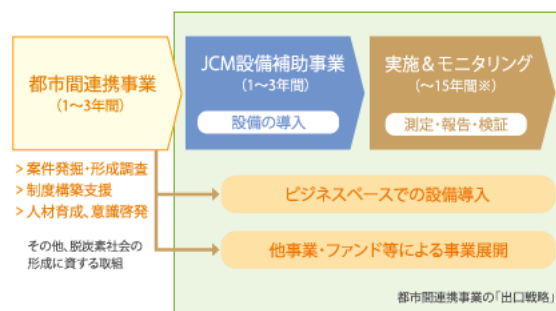 都市間連携事業
（1〜3年間）
JCM設備補助事業
（1〜3年間）
設備の導入
実施＆モニタリング
（〜15年間※）
測定・報告・検証
> 案件発掘・形成調査
> 制度構築支援
> 人材育成、意識啓発
その他、脱炭素社会の
形成に資する取組
ビジネスベースでの設備導入
他事業・ファンド等による事業展開
都市間連携事業の「出口戦略」